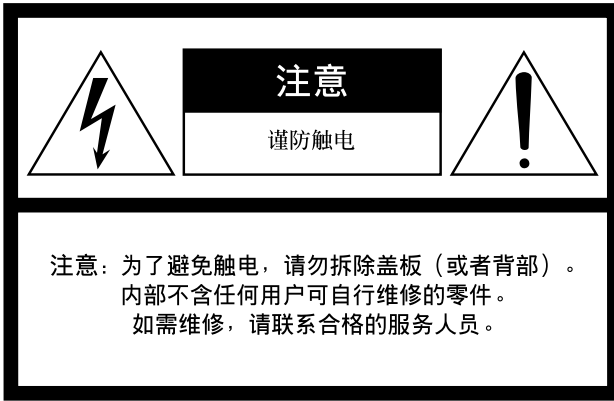 注意
谨防触电
注意：为了避免触电，请勿拆除盖板（或者背部）。
内部不含任何用户可自行维修的零件。
如需维修，请联系合格的服务人员。